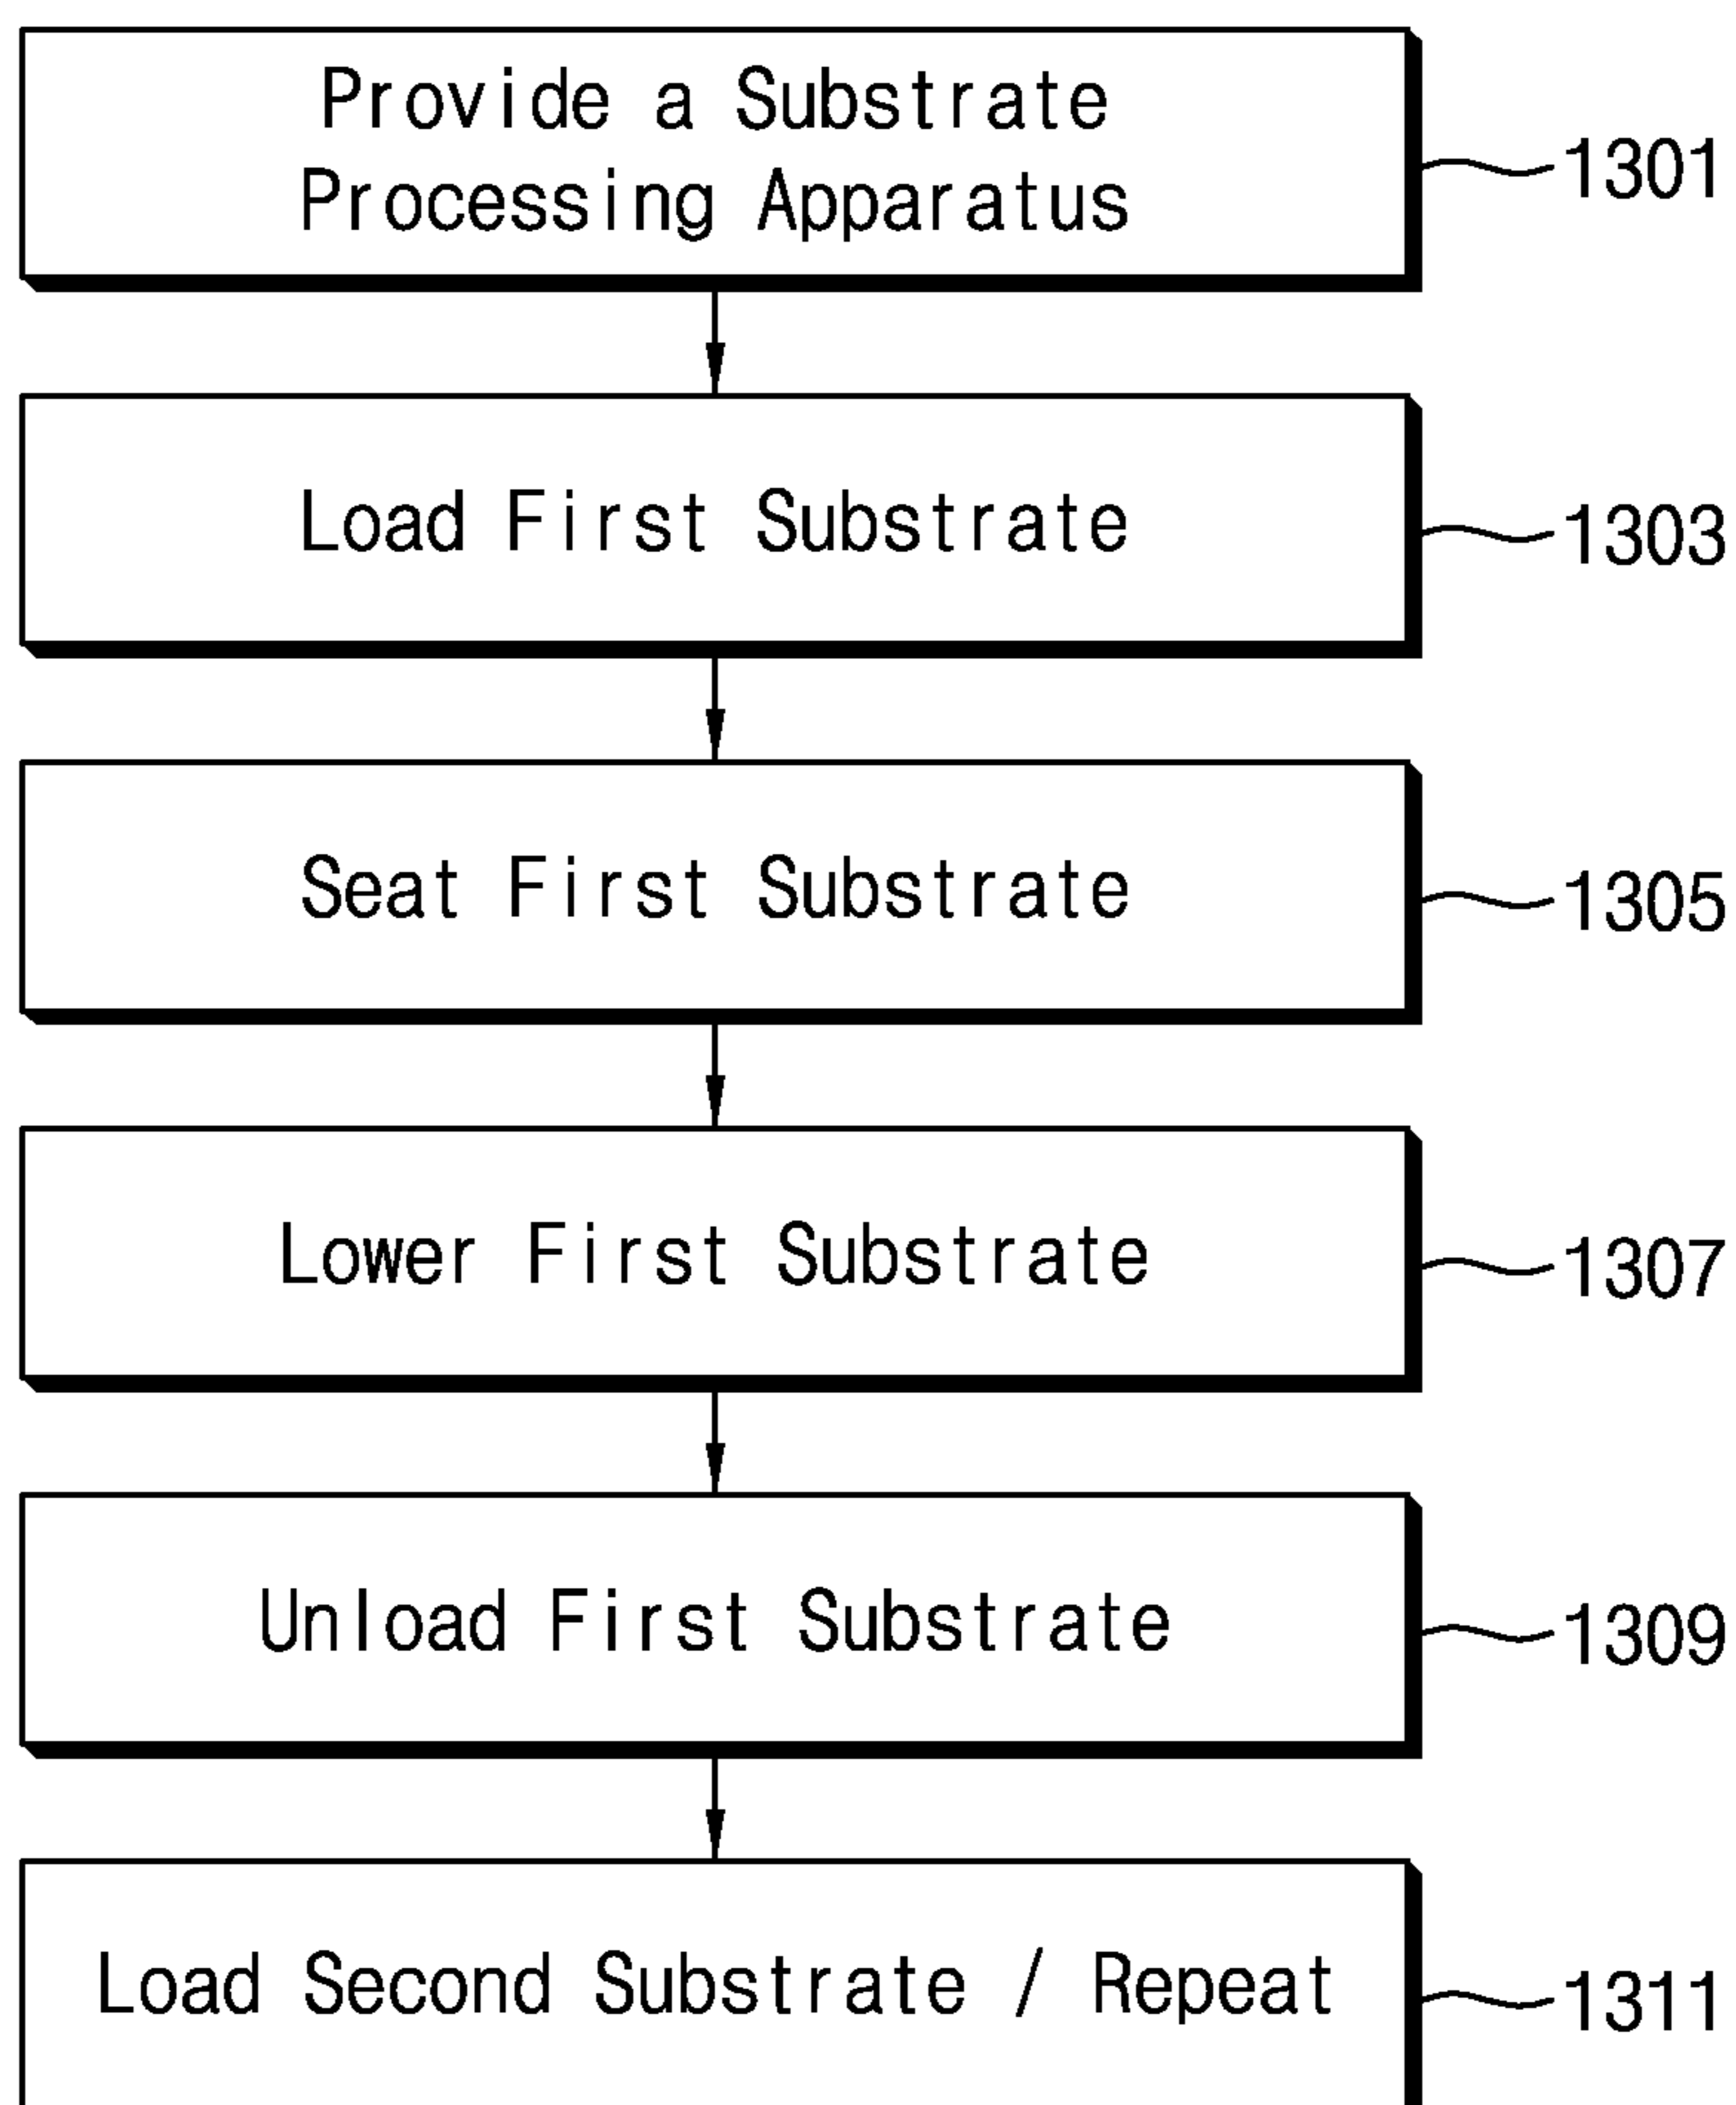 Provide a Substrate
Processing Apparatus
1301
Load First Substrate
1303
Seat First Substrate
1305
Lower First Substrate
1307
Unload First Substrate
1309
Load Second Substrate / Repeat
1311